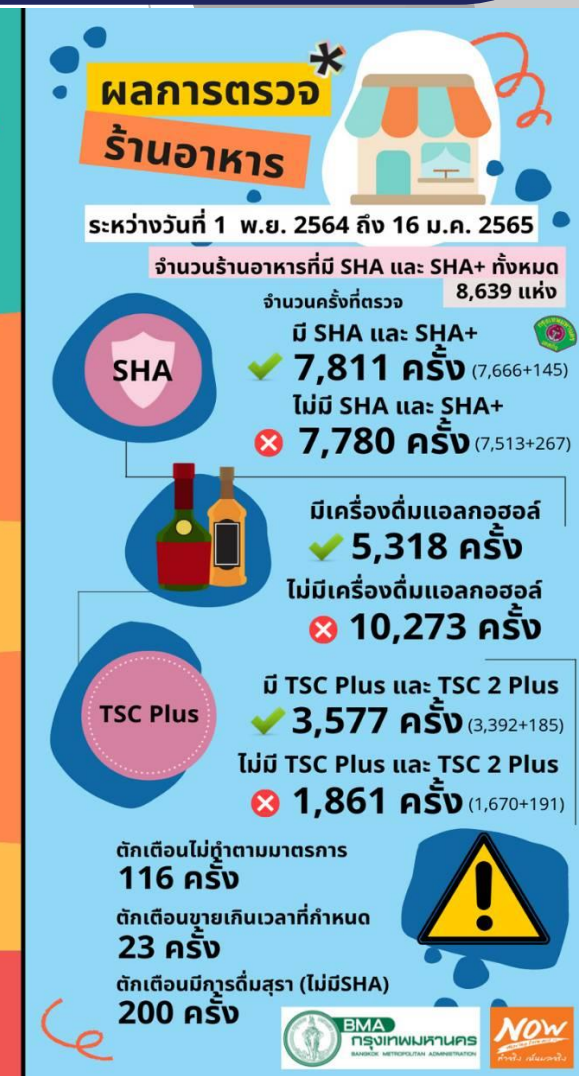 ผลการตรวจ*
ร้านอาหาร
ระหว่างวันที่ 1 พ.ย. 2564 ถึง 16 ม.ค. 2565
จำนวนร้านอาหารที่มี SHA และ SHA+ ทั้งหมด
8,639 แห่ง
จำนวนครั้งที่ตรวจ
SHA
มี SHA และ SHA+
7,811 ครั้ง (7,666+145)
ไม่มี SHA และ SHA+
7,780 ครั้ง (7,513+267)
มีเครื่องดื่มแอลกอฮอล์
5,318 ครั้ง
ไม่มีเครื่องดื่มแอลกอฮอล์
10,273 ครั้ง
TSC Plus
มี TSC Plus และ TSC 2 Plus
3,577 ครั้ง (3,392+185)
ไม่มี TSC Plus และ TSC 2 Plus
1,861 ครั้ง (1,670+191)
ตักเตือนไม่ทำตามมาตรการ
116 ครั้ง
ตักเตือนขายเกินเวลาที่กำหนด
23 ครั้ง
ตักเตือนมีการดื่มสุรา (ไม่มีSHA)
200 ครั้ง
BMA
กรุงเทพมหานคร
BANGKOK METROPOLITAN ADMINISTRATION
NOW